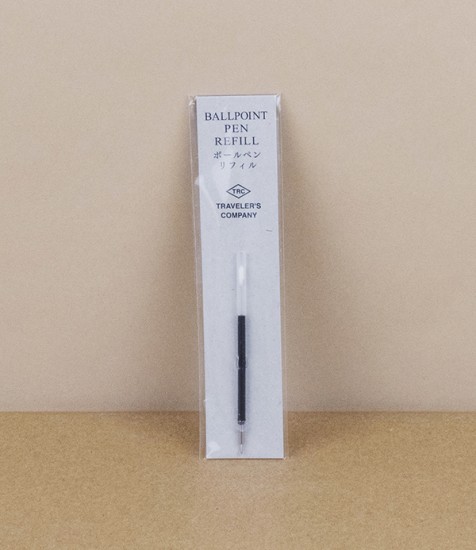 BALLPOINT
PEN
REFILL
ボールペン
リフィル
TRC
TRAVELER'S
COMPANY